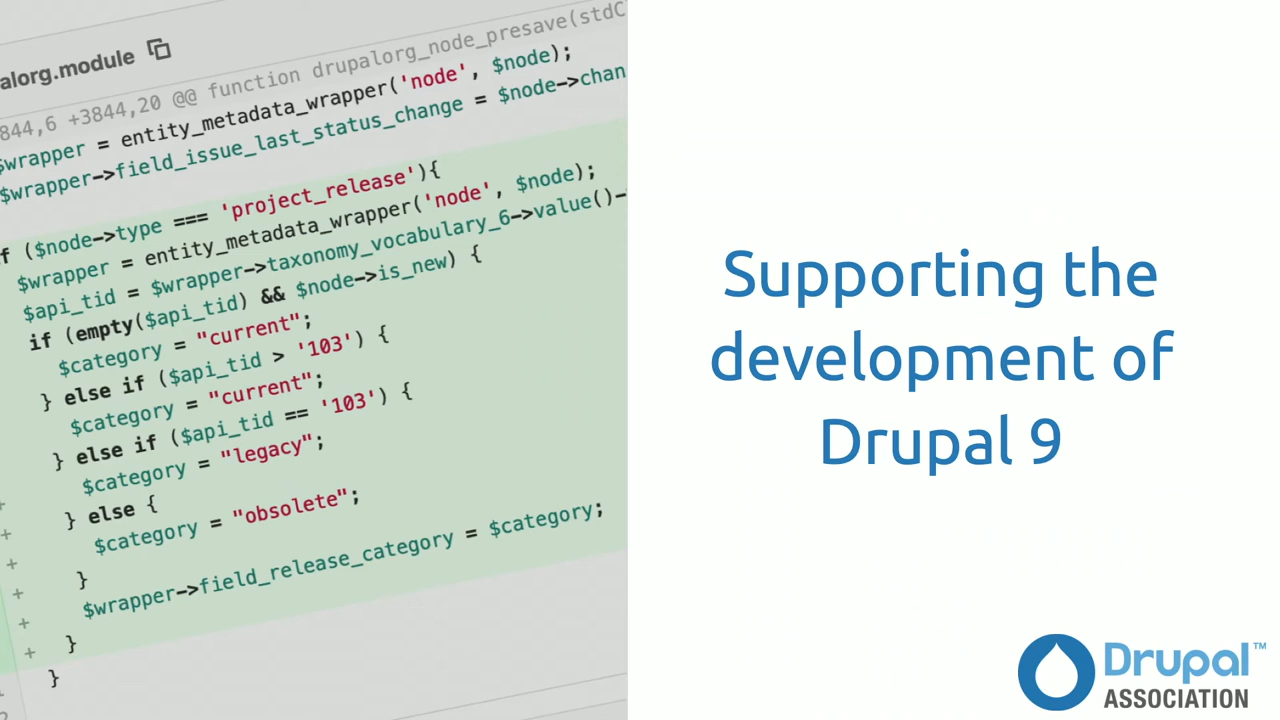 alorg.module
844,6 +3844,20 @@ function drupalorg_node_presave(stdC
$wrapper = entity_metadata_wrapper('node', $node);
$wrapper->field_issue_last_status_change = $node->chan
f ($node->type === 'project_release'){
$wrapper = entity_metadata_wrapper('node', $node);
$api_tid = $wrapper->taxonomy_vocabulary_6->value()-
if (empty($api_tid) && $node->is_new) {
$category = "current";
} else if ($api_tid > '103') {
$category = "current";
} else if ($api_tid == '103') {
$category = "legacy";
+ } else {
+ $category = "obsolete";
+ }
+ $wrapper->field_release_category = $category;
+ }
+ }
Supporting the
development of
Drupal 9
Drupal™
ASSOCIATION